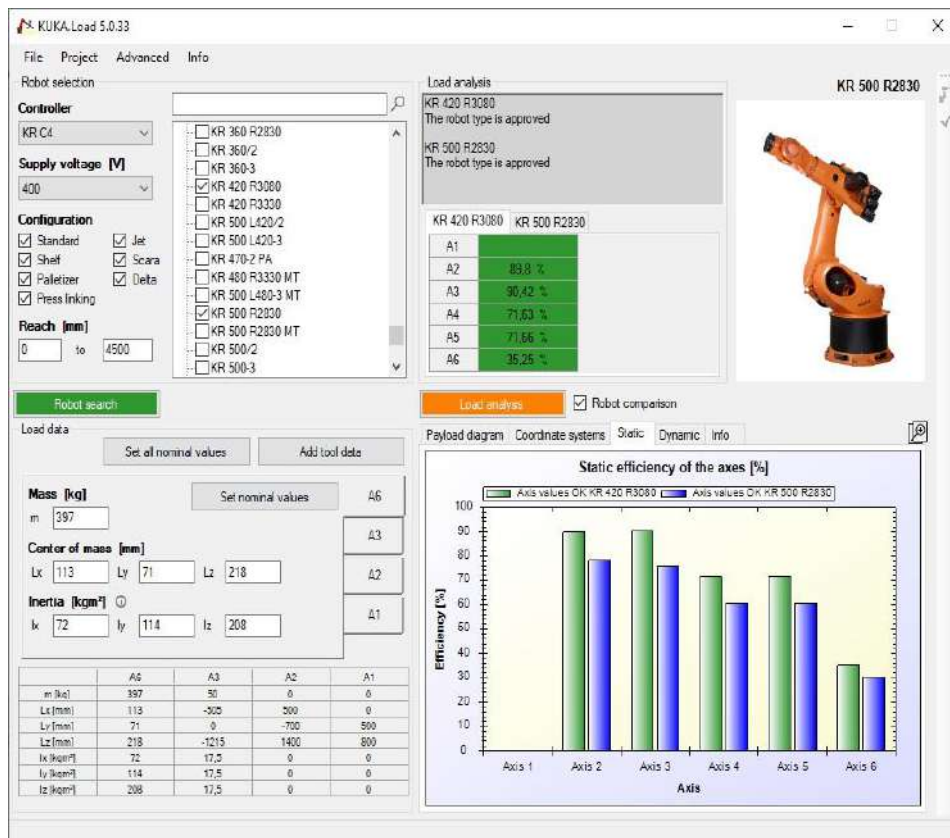 KUKA.Load 5.0.33
File Project Advanced Info
Robot selection
Controller
KR C4
Supply voltage [V]
400
Configuration
Standard Jet
Shelf Scara
Palletizer Delta
Press linking
Reach [mm]
0 to 4500
KR 360 R2830
KR 360/2
KR 360-3
KR 420 R3080
KR 420 R3330
KR 500 L420/2
KR 500 L420-3
KR 470-2 PA
KR 480 R3330 MT
KR 500 L480-3 MT
KR 500 R2830
KR 500 R2830 MT
KR 500/2
KR 500-3
Robot search
Load analysis
KR 420 R3080
The robot type is approved
KR 500 R2830
The robot type is approved
KR 420 R3080 KR 500 R2830
A1
A2 89,8 %
A3 90,42 %
A4 71,63 %
A5 71,66 %
A6 35,25 %
KR 500 R2830
Load analysis Robot comparison
Load data
Set all nominal values Add tool data
Mass [kg]
Set nominal values
m 397
Center of mass [mm]
Lx 113 Ly 71 Lz 218
Inertia [kgm²]
Ix 72 Iy 114 Iz 208
A6
A3
A2
A1
A6 A3 A2 A1
m [kg] 397 50 0 0
Lx [mm] 113 -505 500 0
Ly [mm] 71 0 -700 500
Lz [mm] 218 -1215 1400 800
Ix [kgm²] 72 17,5 0 0
Iy [kgm²] 114 17,5 0 0
Iz [kgm²] 208 17,5 0 0
Payload diagram Coordinate systems Static Dynamic Info
Static efficiency of the axes [%]
Axis values OK KR 420 R3080 Axis values OK KR 500 R2830
Efficiency [%]
100
90
80
70
60
50
40
30
20
10
0
Axis 1 Axis 2 Axis 3 Axis 4 Axis 5 Axis 6
Axis